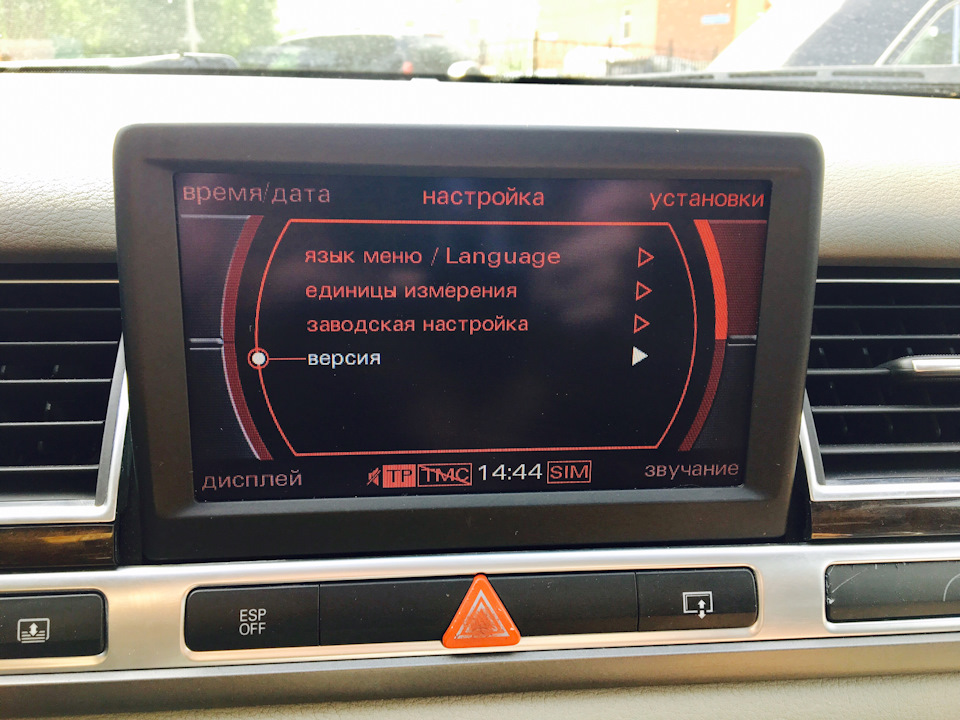 время/дата настройка установки
язык меню / Language
единицы измерения
заводская настройка
версия
дисплей TP TMC 14:44 SIM звучание
ESP
OFF